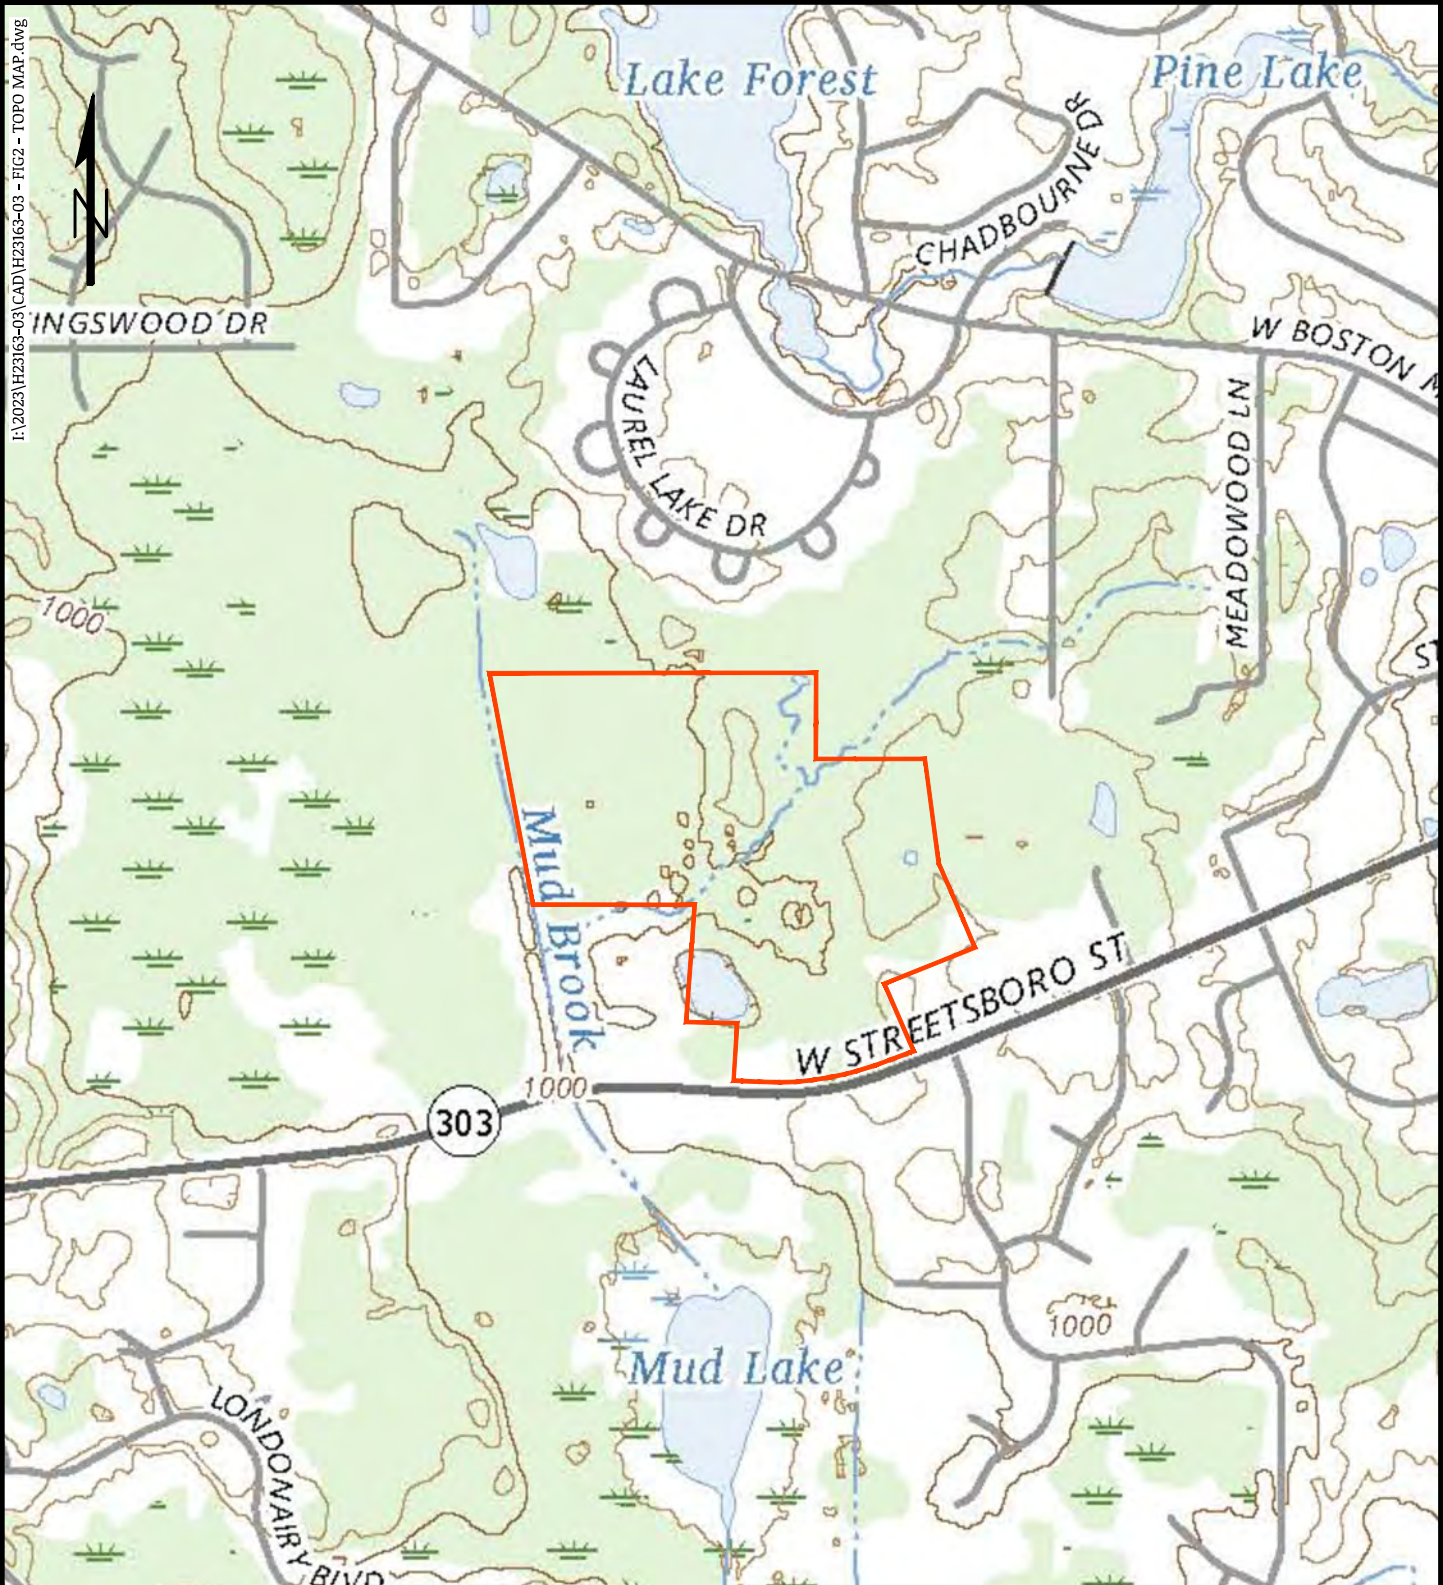 I:\2023\H23163-03\CAD\H23163-03 - FIG2 - TOPO MAP.dwg
Lake Forest
Pine Lake
CHADBOURNE DR
N
INGSWOOD DR
W BOSTON M
LAUREL LAKE DR
MEADOWOOD LN
1000
ST
Mud Brook
W STREETSBORO ST
1000
303
1000
Mud Lake
LONDONAIRY BLVD